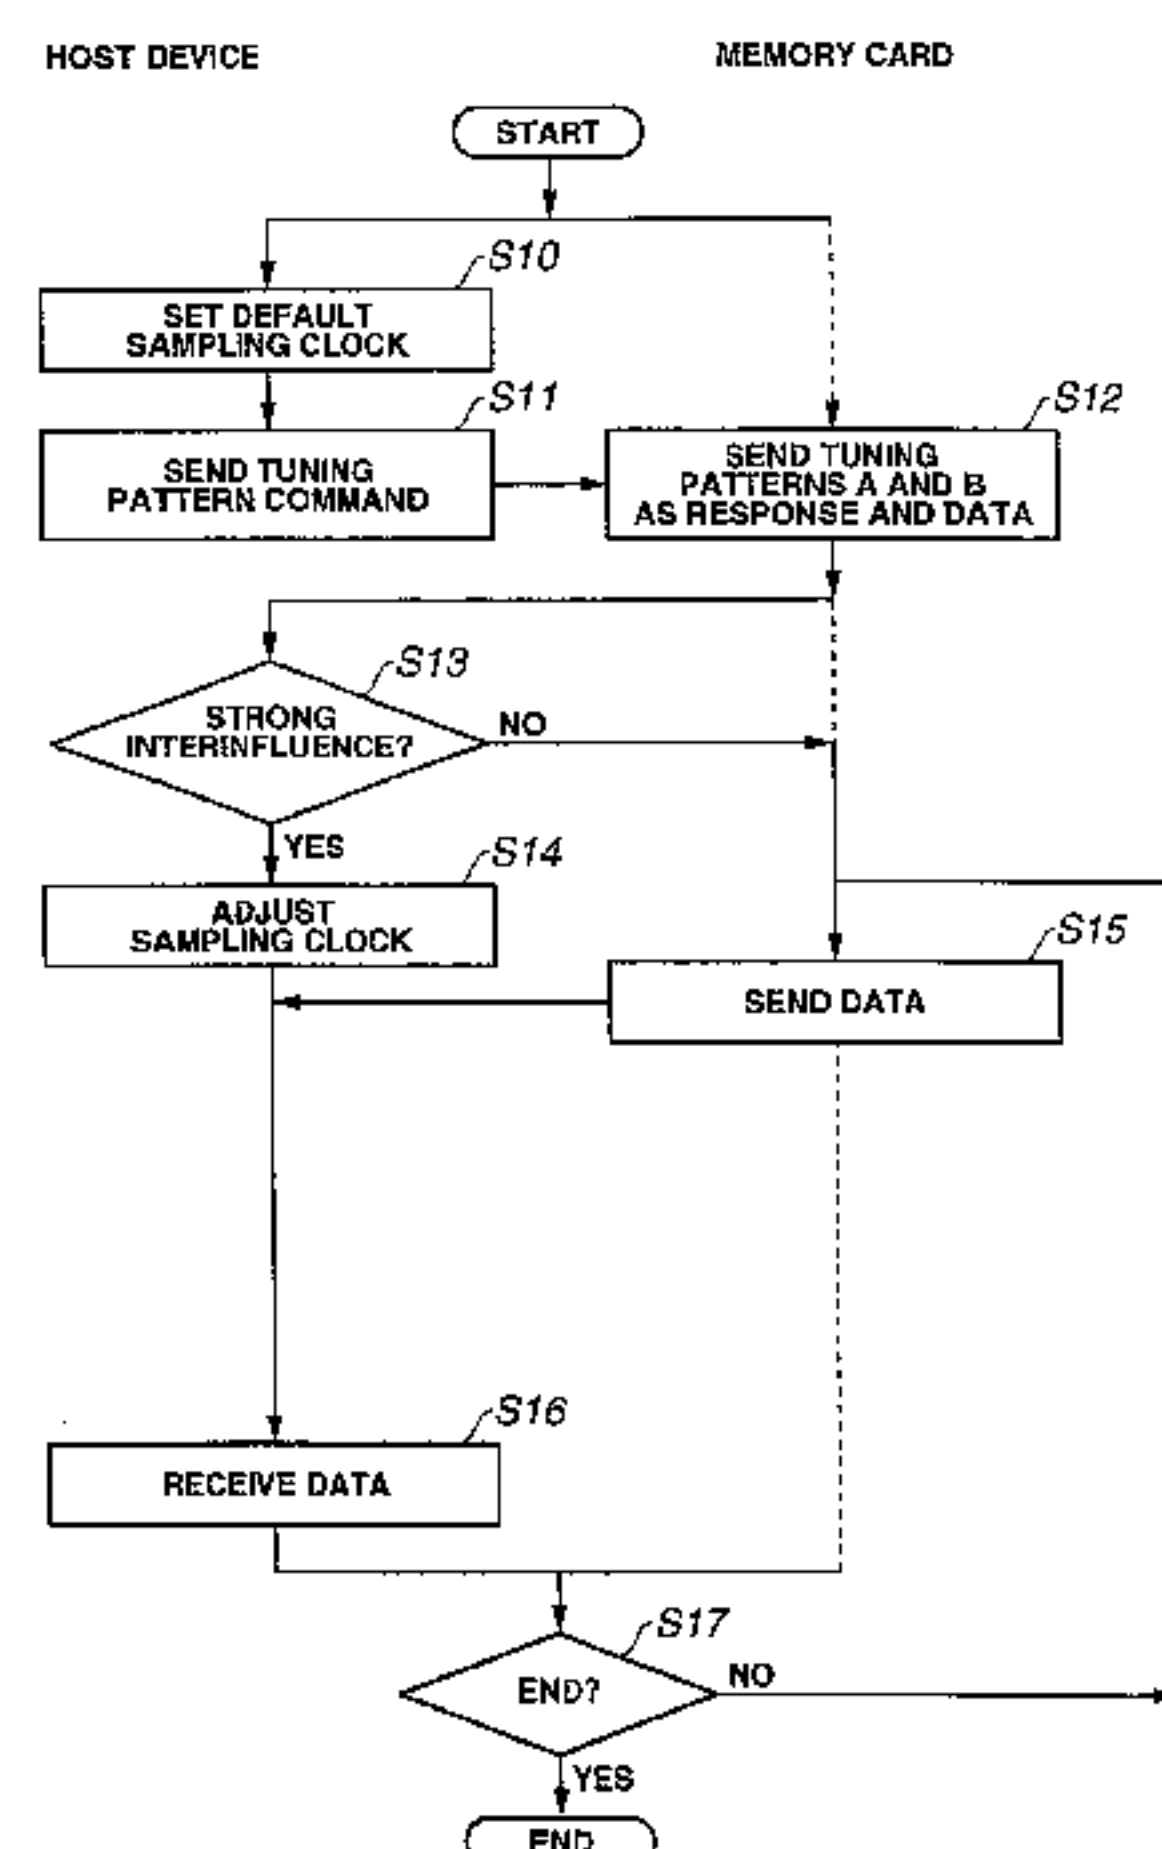 HOST DEVICE
MEMORY CARD
START
S10
SET DEFAULT
SAMPLING CLOCK
S11
SEND TUNING
PATTERN COMMAND
S12
SEND TUNING
PATTERNS A AND B
AS RESPONSE AND DATA
S13
STRONG
INTERINFLUENCE?
NO
YES
S14
ADJUST
SAMPLING CLOCK
S15
SEND DATA
S16
RECEIVE DATA
S17
END?
NO
YES
END